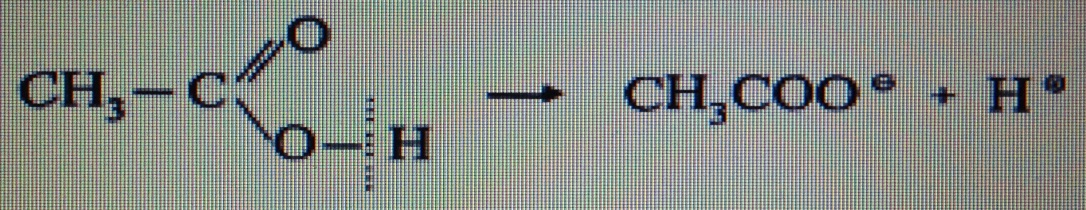 O
CH₃—C
O—H
→ CH₃COO⊖ + H⊕